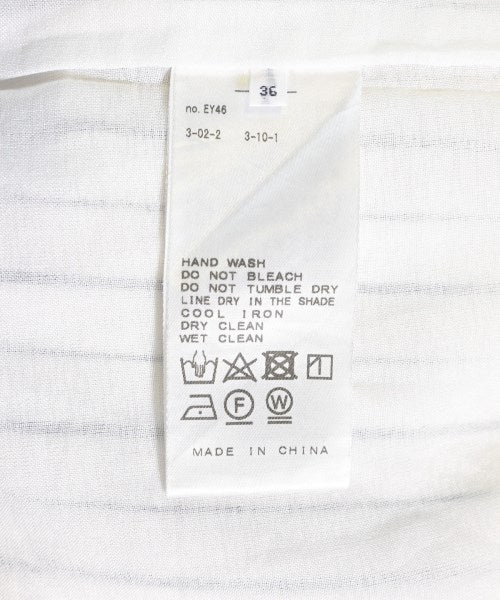 36
no. EY46
3-02-2 3-10-1
HAND WASH
DO NOT BLEACH
DO NOT TUMBLE DRY
LINE DRY IN THE SHADE
COOL IRON
DRY CLEAN
WET CLEAN
F W
MADE IN CHINA